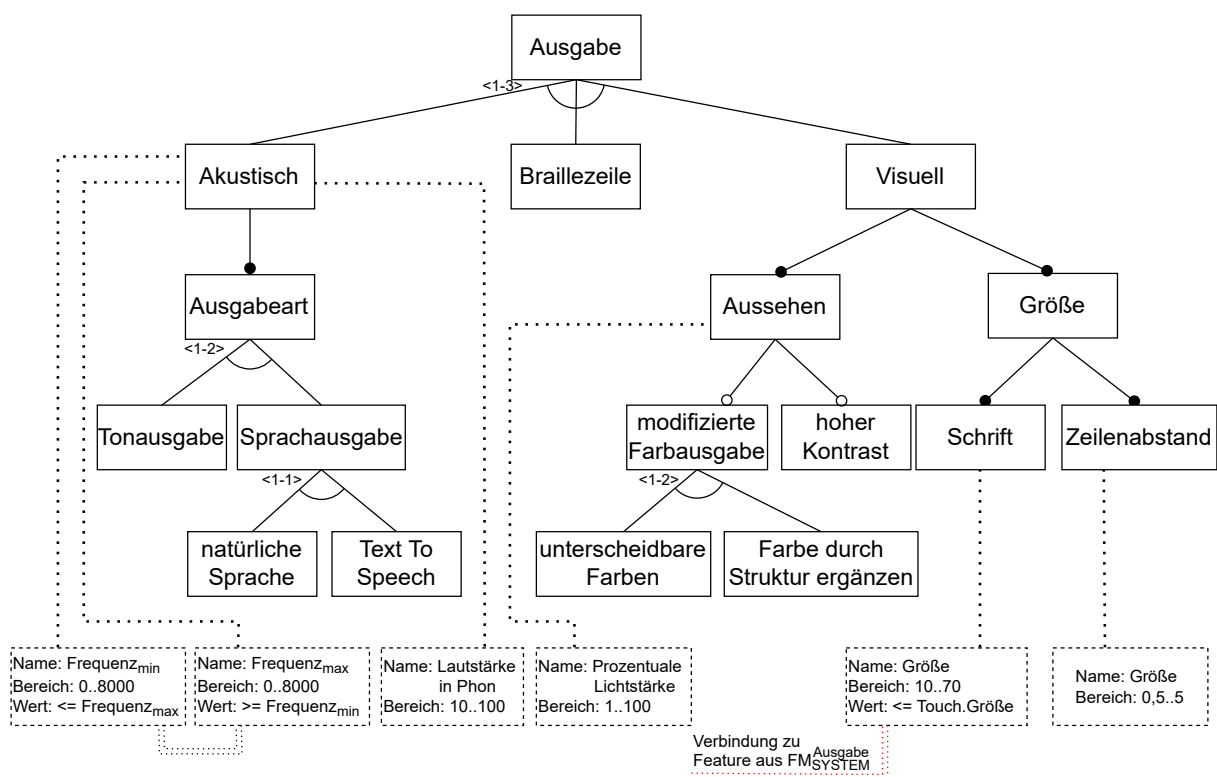 Ausgabe
<1-3>
Akustisch
Braillezeile
Visuell
Ausgabeart
Aussehen
Größe
<1-2>
Tonausgabe
Sprachausgabe
modifizierte
Farbausgabe
hoher
Kontrast
Schrift
Zeilenabstand
<1-1>
<1-2>
natürliche
Sprache
Text To
Speech
unterscheidbare
Farben
Farbe durch
Struktur ergänzen
Name: Frequenzmin
Bereich: 0..8000
Wert: <= Frequenzmax
Name: Frequenzmax
Bereich: 0..8000
Wert: >= Frequenzmin
Name: Lautstärke
in Phon
Bereich: 10..100
Name: Prozentuale
Lichtstärke
Bereich: 1..100
Name: Größe
Bereich: 10..70
Wert: <= Touch.Größe
Name: Größe
Bereich: 0,5..5
Verbindung zu
Feature aus FM Ausgabe SYSTEM